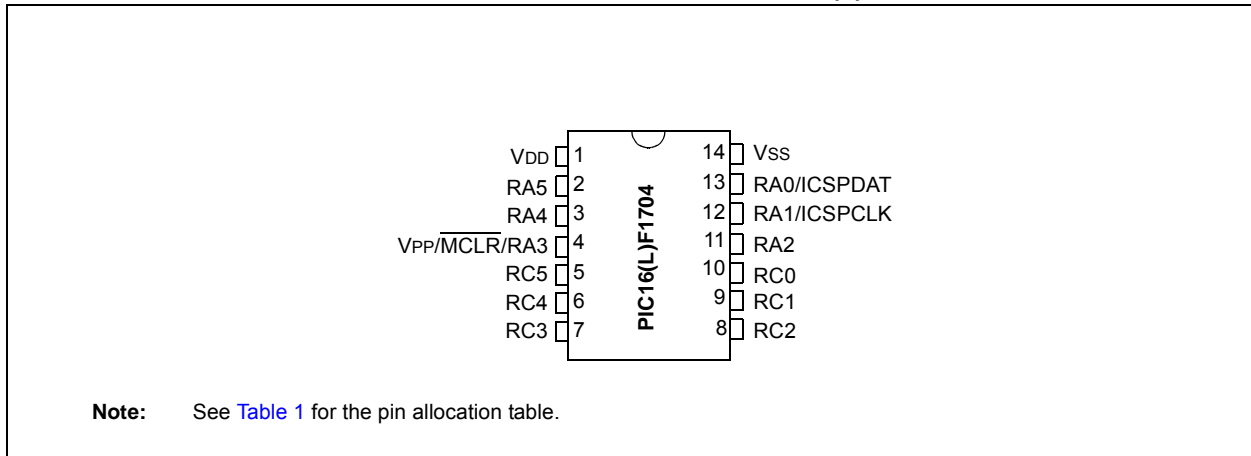 VDD 1 14 VSS
RA5 2 13 RA0/ICSPDAT
RA4 3 12 RA1/ICSPCLK
VPP/MCLR/RA3 4 11 RA2
RC5 5 10 RC0
RC4 6 9 RC1
RC3 7 8 RC2
PIC16(L)F1704
Note: See Table 1 for the pin allocation table.